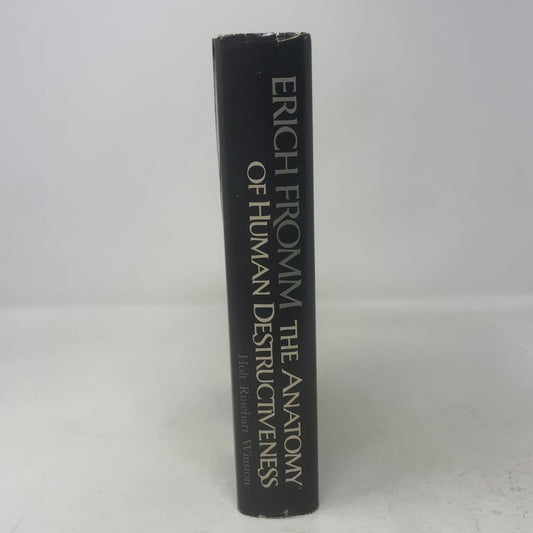 ERICH FROMM THE ANATOMY
OF HUMAN DESTRUCTIVENESS
Holt Rinehart Winston